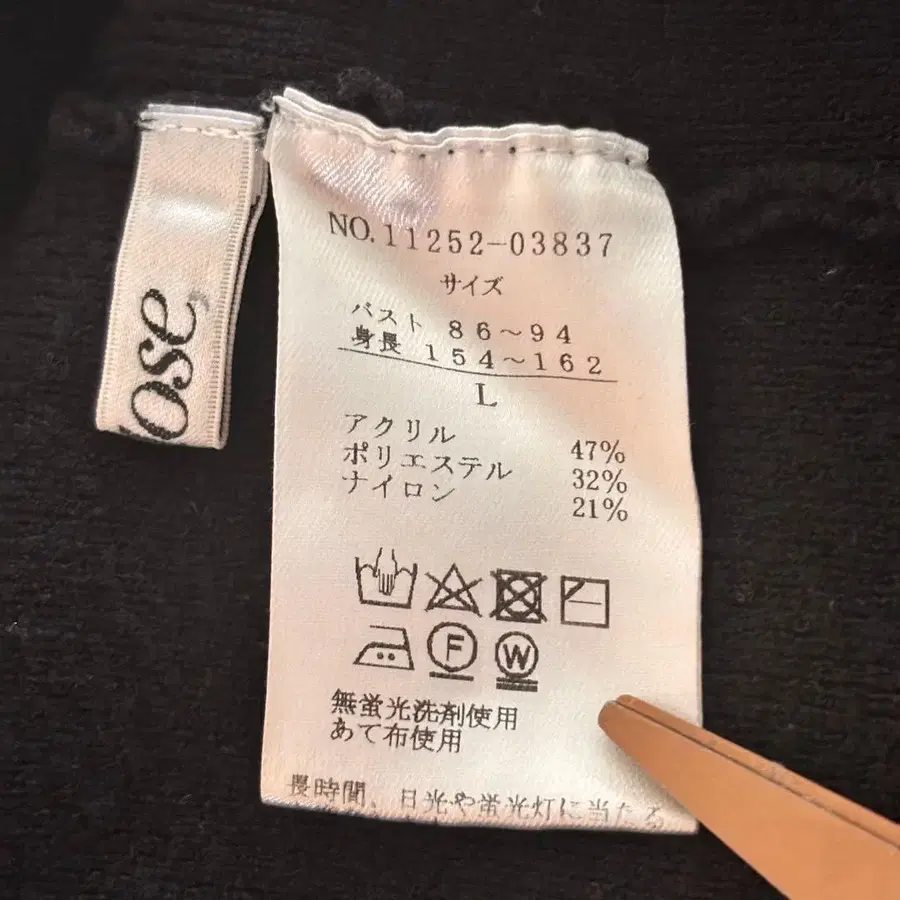 ose
NO.11252-03837
サイズ
バスト 86～94
身長 154～162
L
アクリル 47%
ポリエステル 32%
ナイロン 21%
F
W
無蛍光洗剤使用
あて布使用
長時間、日光や蛍光灯に当たる